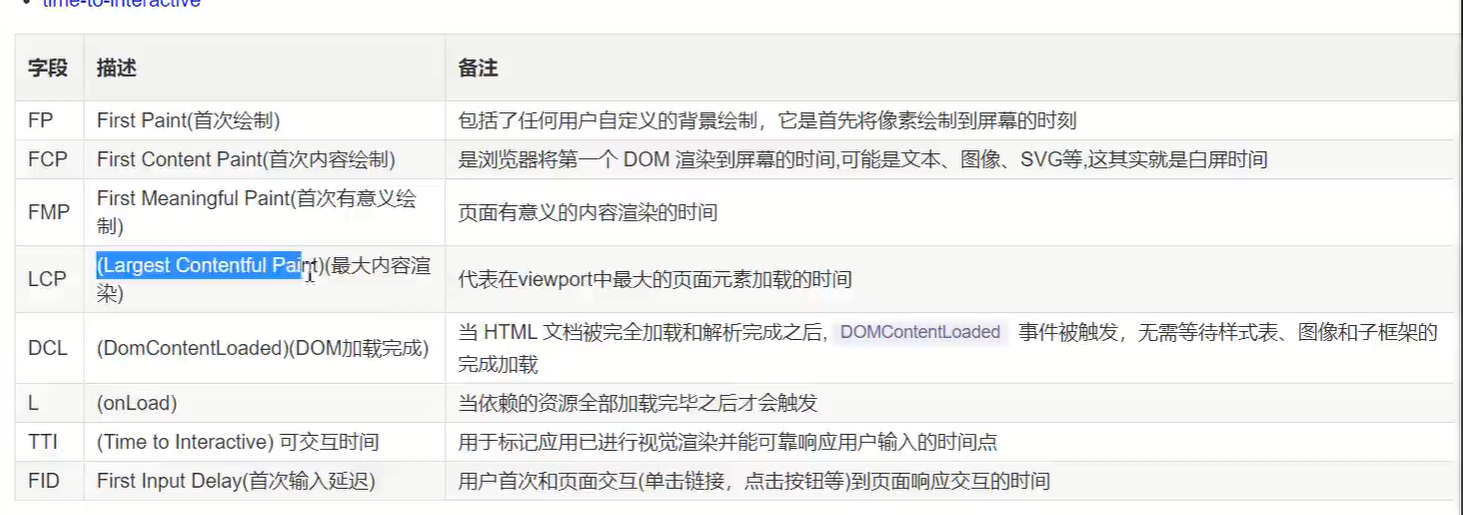 time-to-interactive
字段 描述 备注
FP First Paint(首次绘制) 包括了任何用户自定义的背景绘制，它是首先将像素绘制到屏幕的时刻
FCP First Content Paint(首次内容绘制) 是浏览器将第一个 DOM 渲染到屏幕的时间,可能是文本、图像、SVG等,这其实就是白屏时间
FMP First Meaningful Paint(首次有意义绘
制) 页面有意义的内容渲染的时间
LCP (Largest Contentful Paint)(最大内容渲
染) 代表在viewport中最大的页面元素加载的时间
DCL (DomContentLoaded)(DOM加载完成) 当 HTML 文档被完全加载和解析完成之后, DOMContentLoaded 事件被触发，无需等待样式表、图像和子框架的
完成加载
L (onLoad) 当依赖的资源全部加载完毕之后才会触发
TTI (Time to Interactive) 可交互时间 用于标记应用已进行视觉渲染并能可靠响应用户输入的时间点
FID First Input Delay(首次输入延迟) 用户首次和页面交互(单击链接，点击按钮等)到页面响应交互的时间